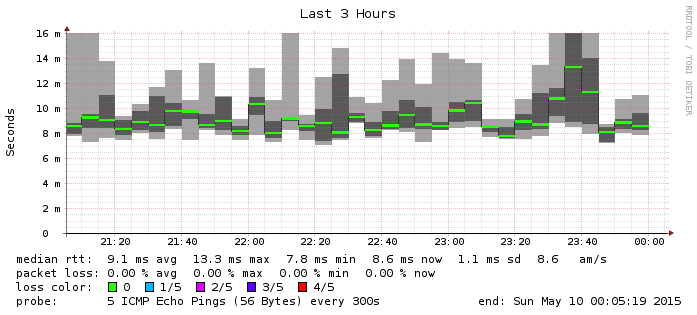 Last 3 Hours
RRDTOOL / TOBI OETIKER
Seconds
16 m
14 m
12 m
10 m
8 m
6 m
4 m
2 m
0
21:20 21:40 22:00 22:20 22:40 23:00 23:20 23:40 00:00
median rtt: 9.1 ms avg 13.3 ms max 7.8 ms min 8.6 ms now 1.1 ms sd 8.6 am/s
packet loss: 0.00 % avg 0.00 % max 0.00 % min 0.00 % now
loss color: 0 1/5 2/5 3/5 4/5
probe: 5 ICMP Echo Pings (56 Bytes) every 300s end: Sun May 10 00:05:19 2015